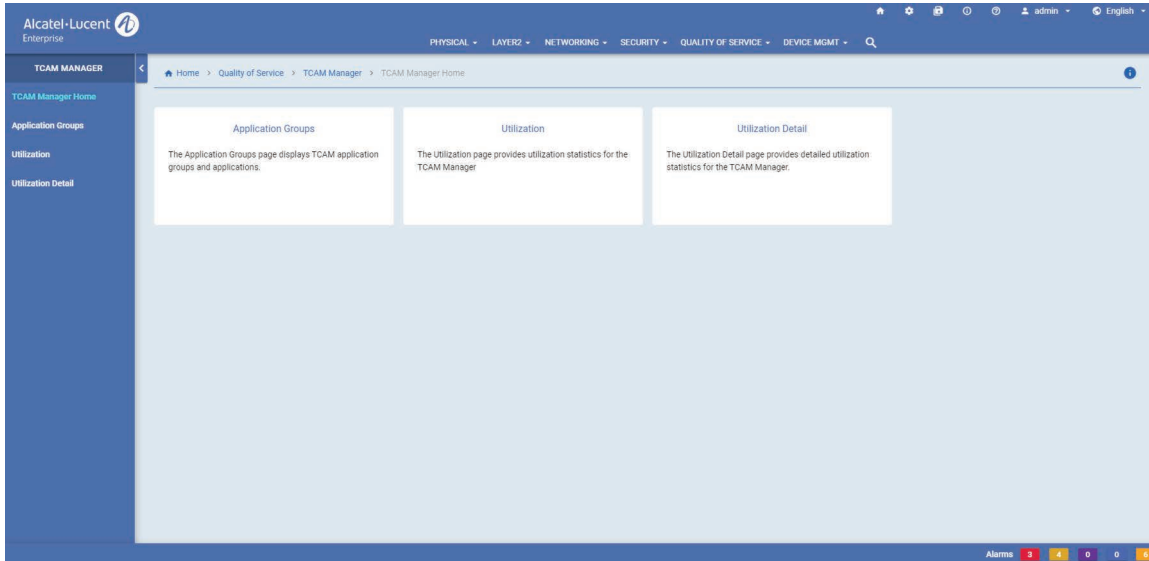 Alcatel·Lucent
Enterprise
admin English
PHYSICAL LAYER2 NETWORKING SECURITY QUALITY OF SERVICE DEVICE MGMT
TCAM MANAGER
Home > Quality of Service > TCAM Manager > TCAM Manager Home
TCAM Manager Home
Application Groups
Utilization
Utilization Detail
Application Groups
The Application Groups page displays TCAM application
groups and applications.
Utilization
The Utilization page provides utilization statistics for the
TCAM Manager
Utilization Detail
The Utilization Detail page provides detailed utilization
statistics for the TCAM Manager.
Alarms 3 4 0 0 6